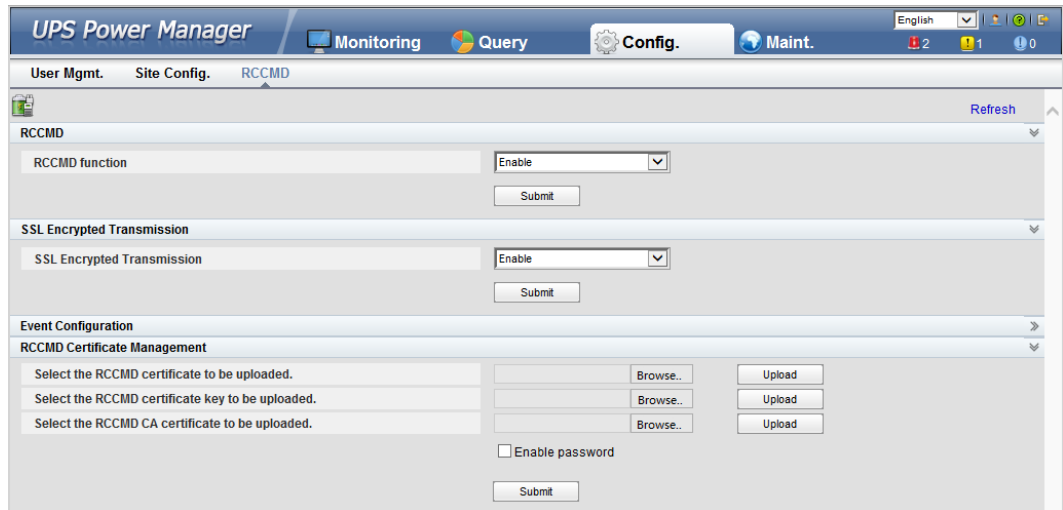 UPS Power Manager
Monitoring
Query
Config.
Maint.
English
2
1
0
User Mgmt.
Site Config.
RCCMD
Refresh
RCCMD
RCCMD function
Enable
Submit
SSL Encrypted Transmission
SSL Encrypted Transmission
Enable
Submit
Event Configuration
RCCMD Certificate Management
Select the RCCMD certificate to be uploaded.
Browse..
Upload
Select the RCCMD certificate key to be uploaded.
Browse..
Upload
Select the RCCMD CA certificate to be uploaded.
Browse..
Upload
Enable password
Submit